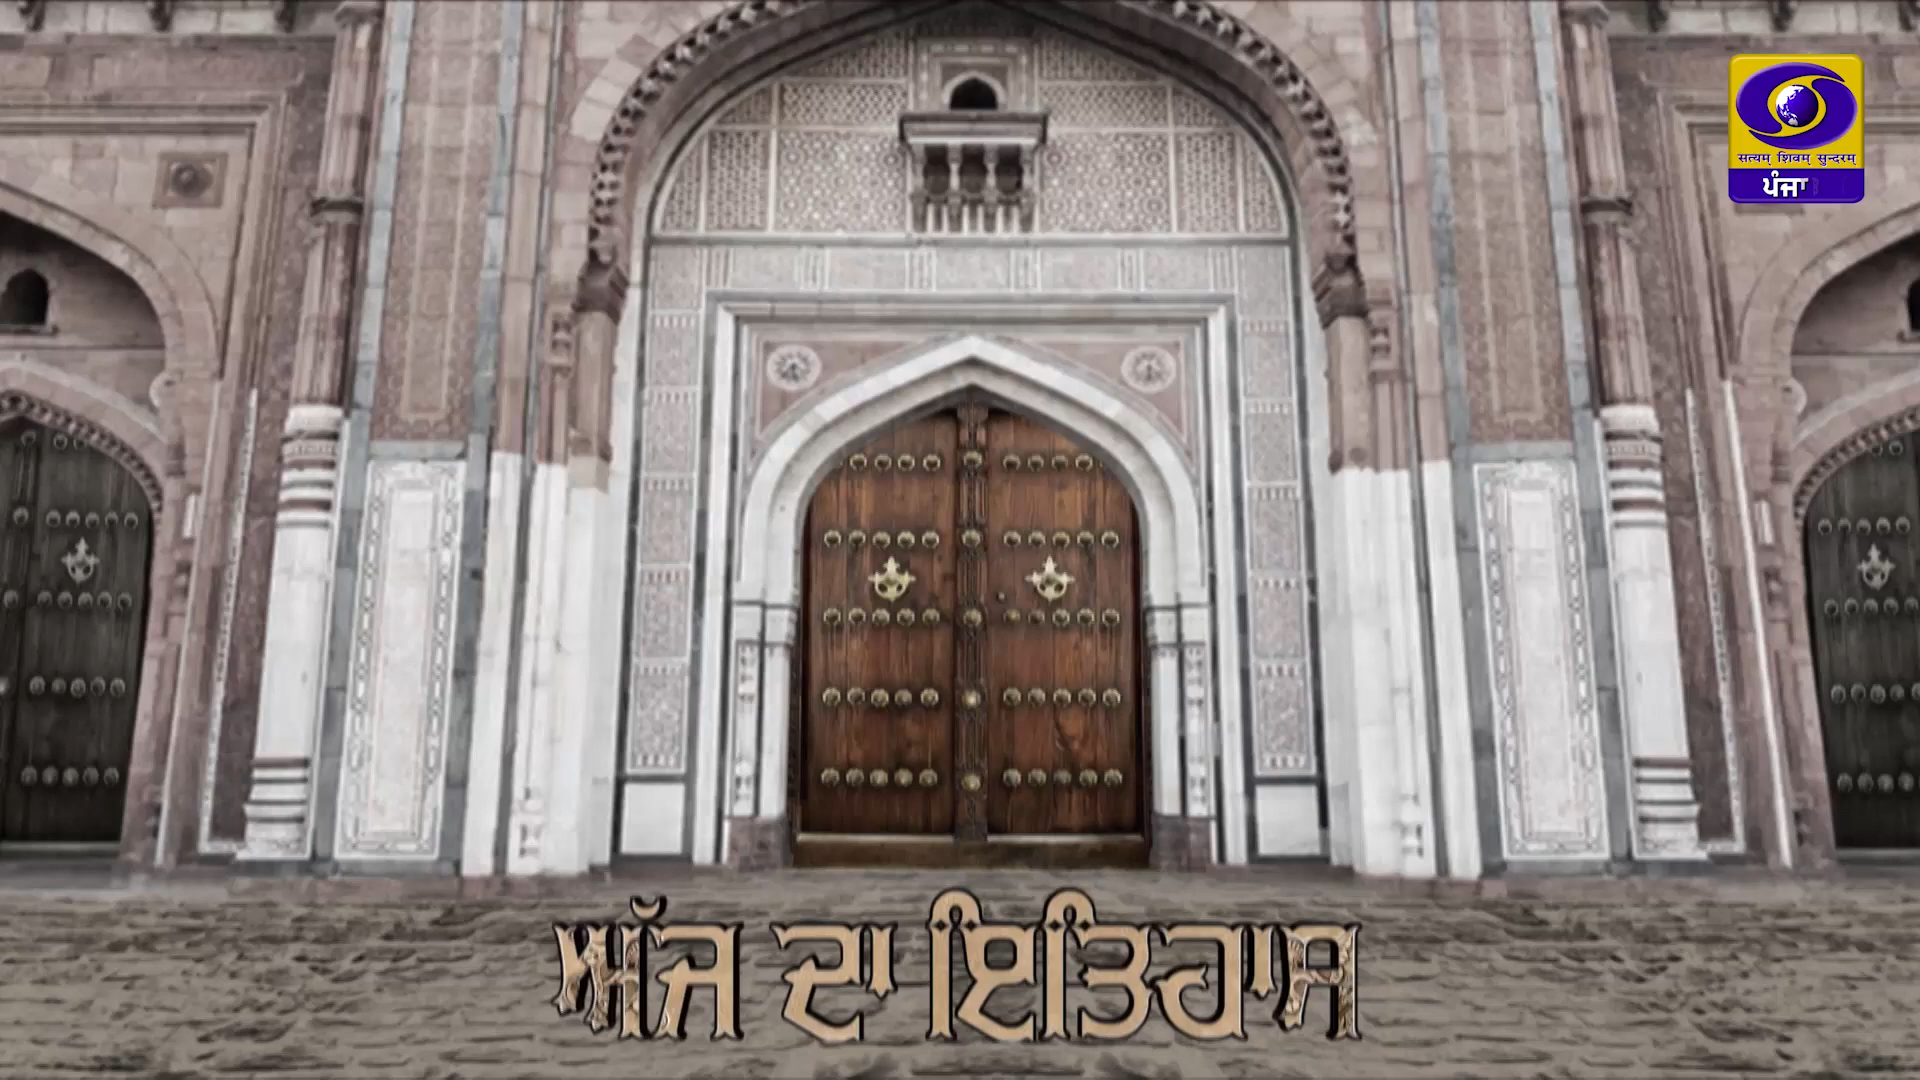 सत्यम् शिवम् सुन्दरम्
ਪੰਜਾ
ਅੱਜ ਦਾ ਇਤਿਹਾਸ